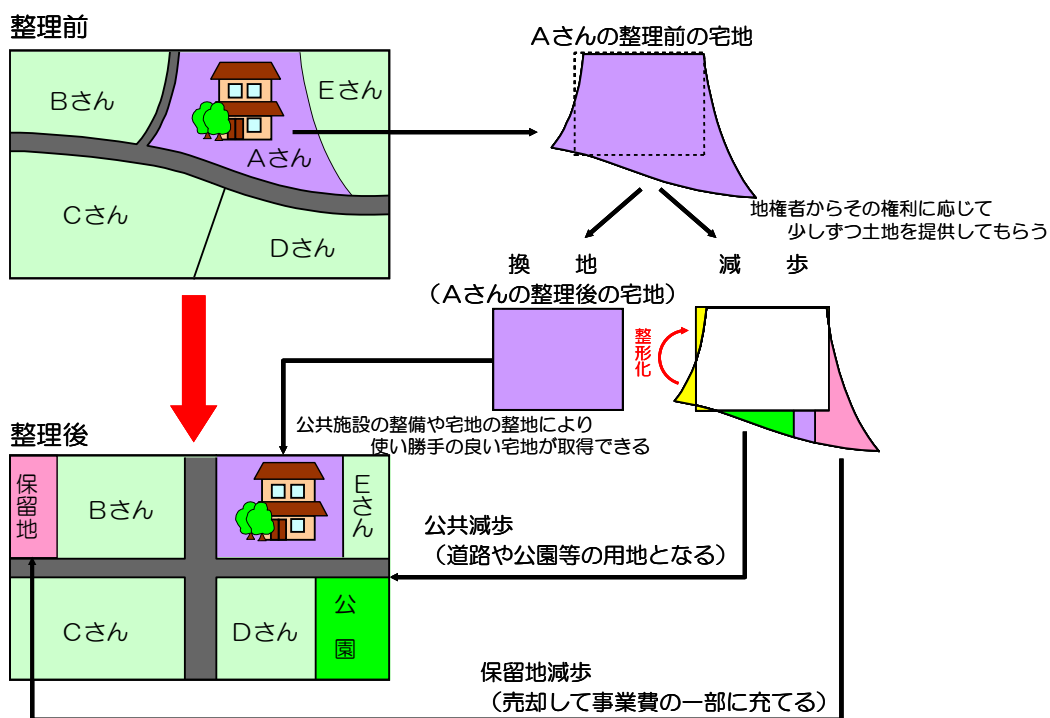 整理前
Bさん
Eさん
Aさん
Cさん
Dさん
Aさんの整理前の宅地
地権者からその権利に応じて
少しずつ土地を提供してもらう
換地
(Aさんの整理後の宅地)
減歩
整形化
公共施設の整備や宅地の整地により
使い勝手の良い宅地が取得できる
整理後
保留地
Bさん
Eさん
Cさん
Dさん
公園
公共減歩
(道路や公園等の用地となる)
保留地減歩
(売却して事業費の一部に充てる)